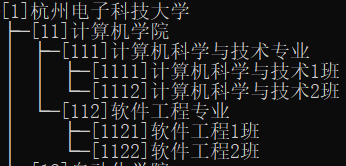 [1]杭州电子科技大学
[11]计算机学院
[111]计算机科学与技术专业
[1111]计算机科学与技术1班
[1112]计算机科学与技术2班
[112]软件工程专业
[1121]软件工程1班
[1122]软件工程2班